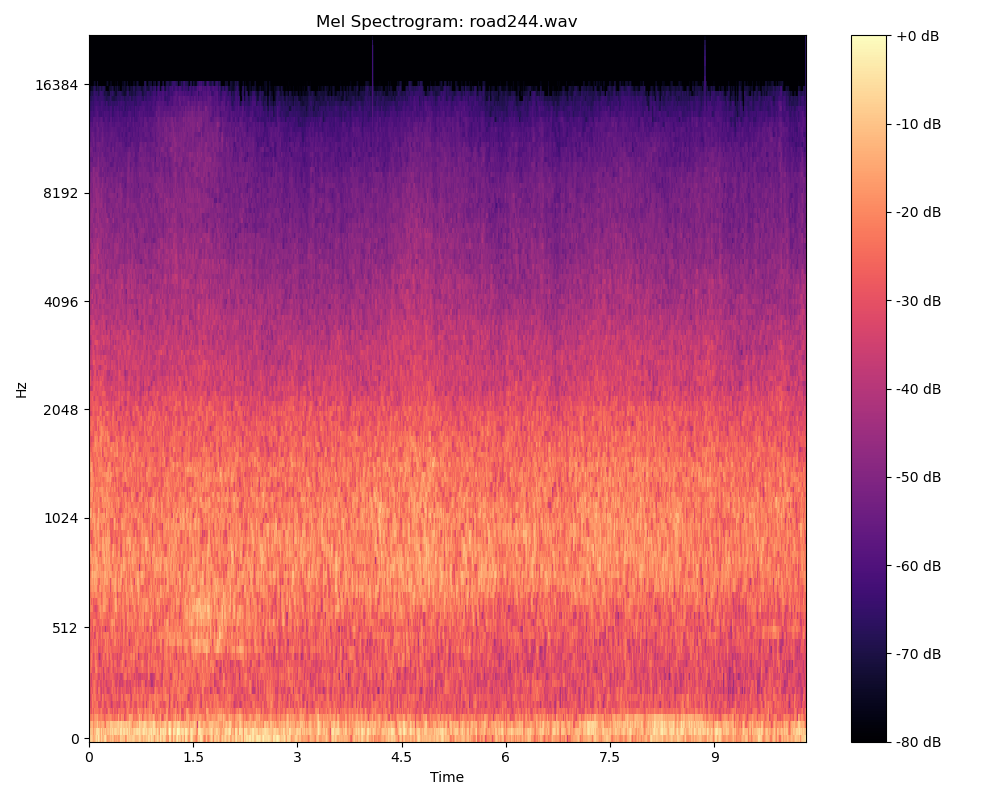 Mel Spectrogram: road244.wav
Hz
16384
8192
4096
2048
1024
512
0
0 1.5 3 4.5 6 7.5 9
Time
+0 dB
-10 dB
-20 dB
-30 dB
-40 dB
-50 dB
-60 dB
-70 dB
-80 dB